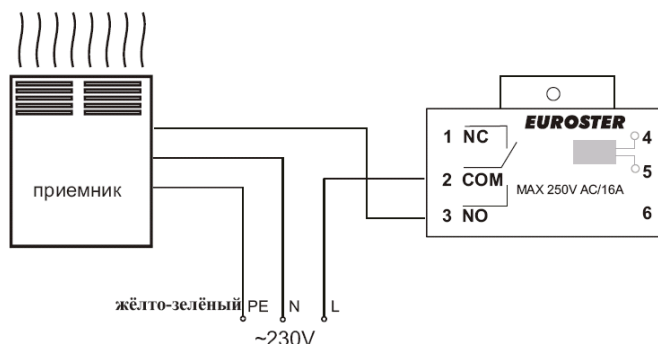 EUROSTER
1 NC
4
5
2 COM
MAX 250V AC/16A
3 NO
6
приемник
жёлто-зелёный PE N L
~230V